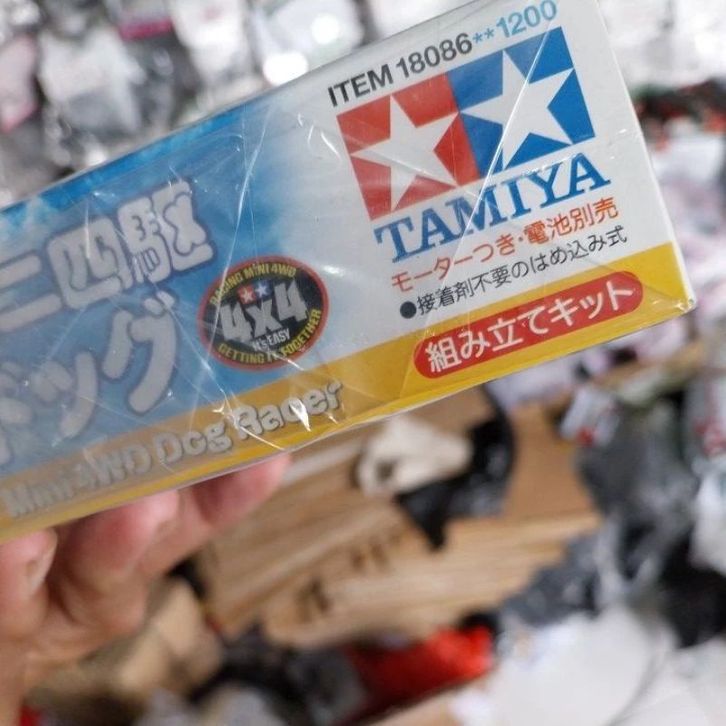 ITEM 18086**1200
TAMIYA
モーターつき・電池別売
●接着剤不要のはめ込み式
組み立てキット
ニ四駆
ッグ
RACING MINI 4WD
4x4
IT'S EASY
GETTING IT TOGETHER
Mini 4WD Dog Racer